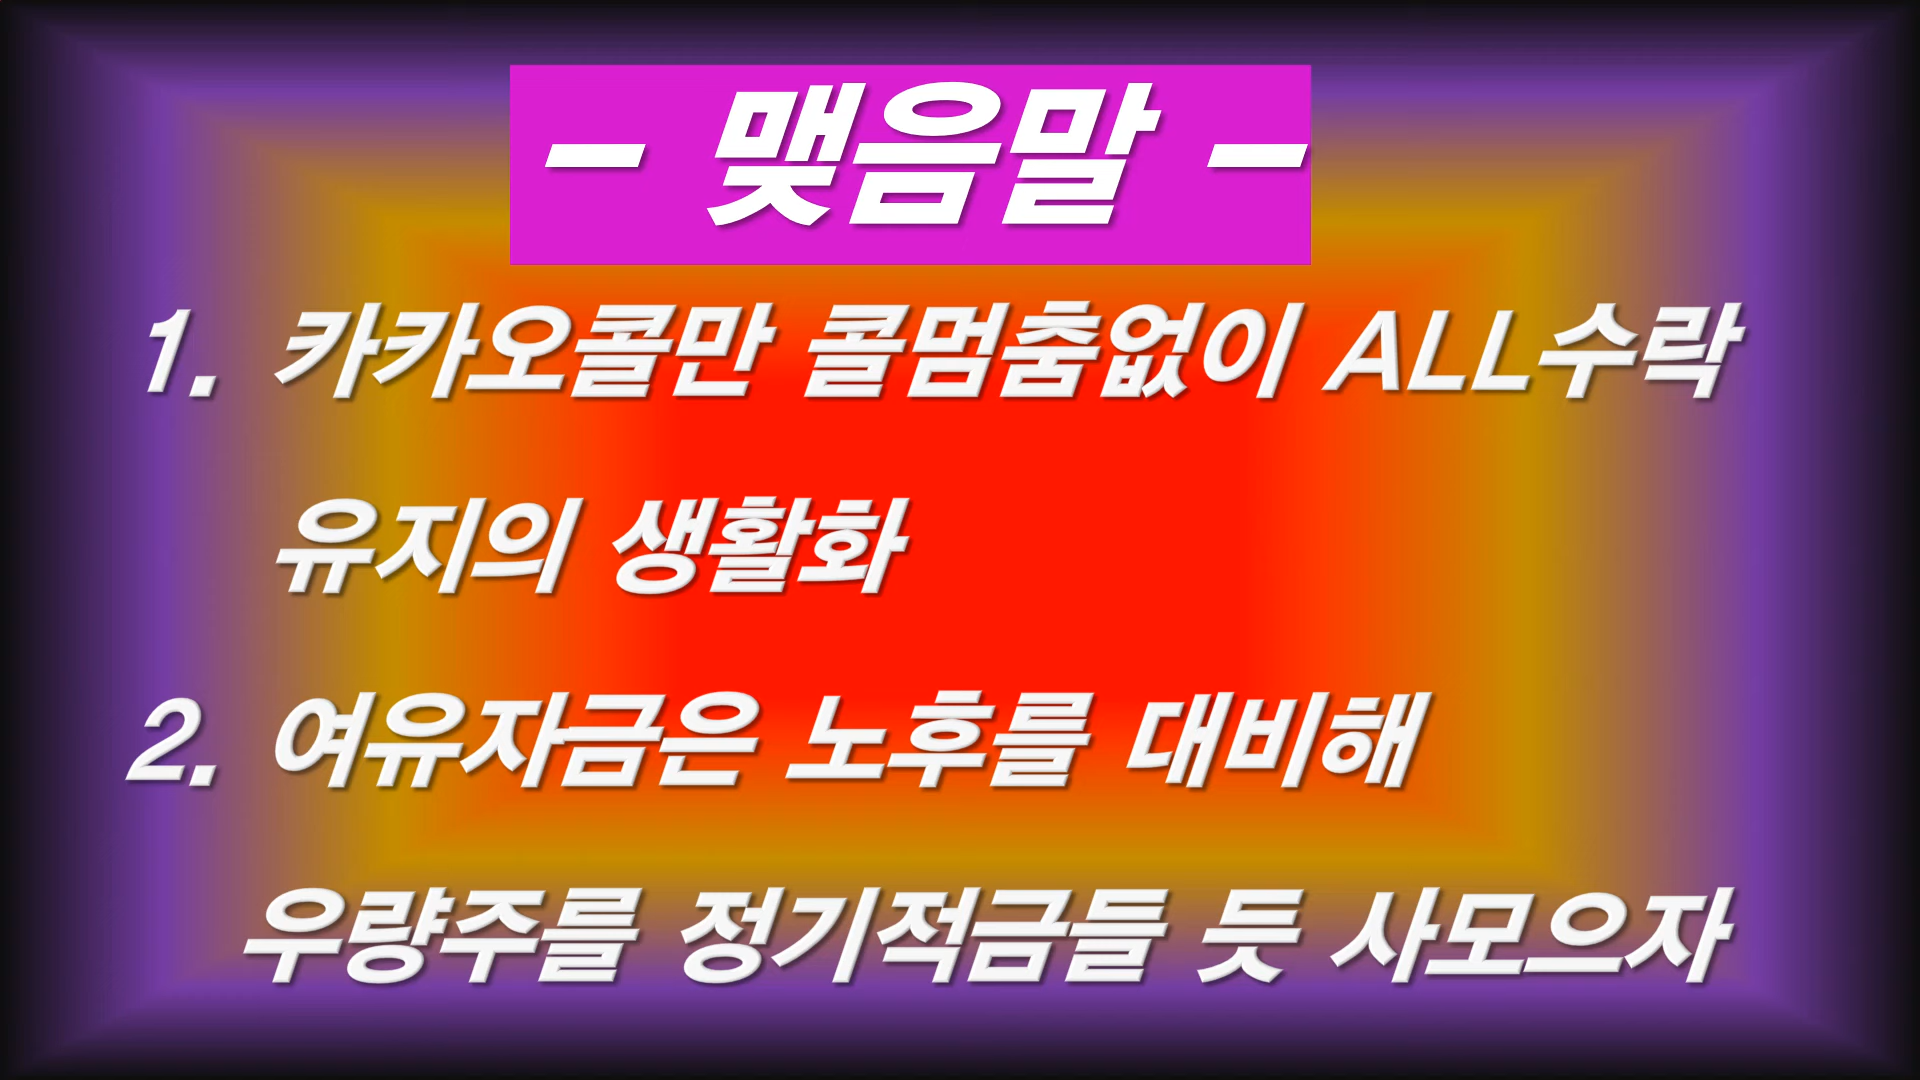 - 맺음말 -
1. 카카오콜만 콜멈춤없이 ALL수락
유지의 생활화
2. 여유자금은 노후를 대비해
우량주를 정기적금들 듯 사모으자